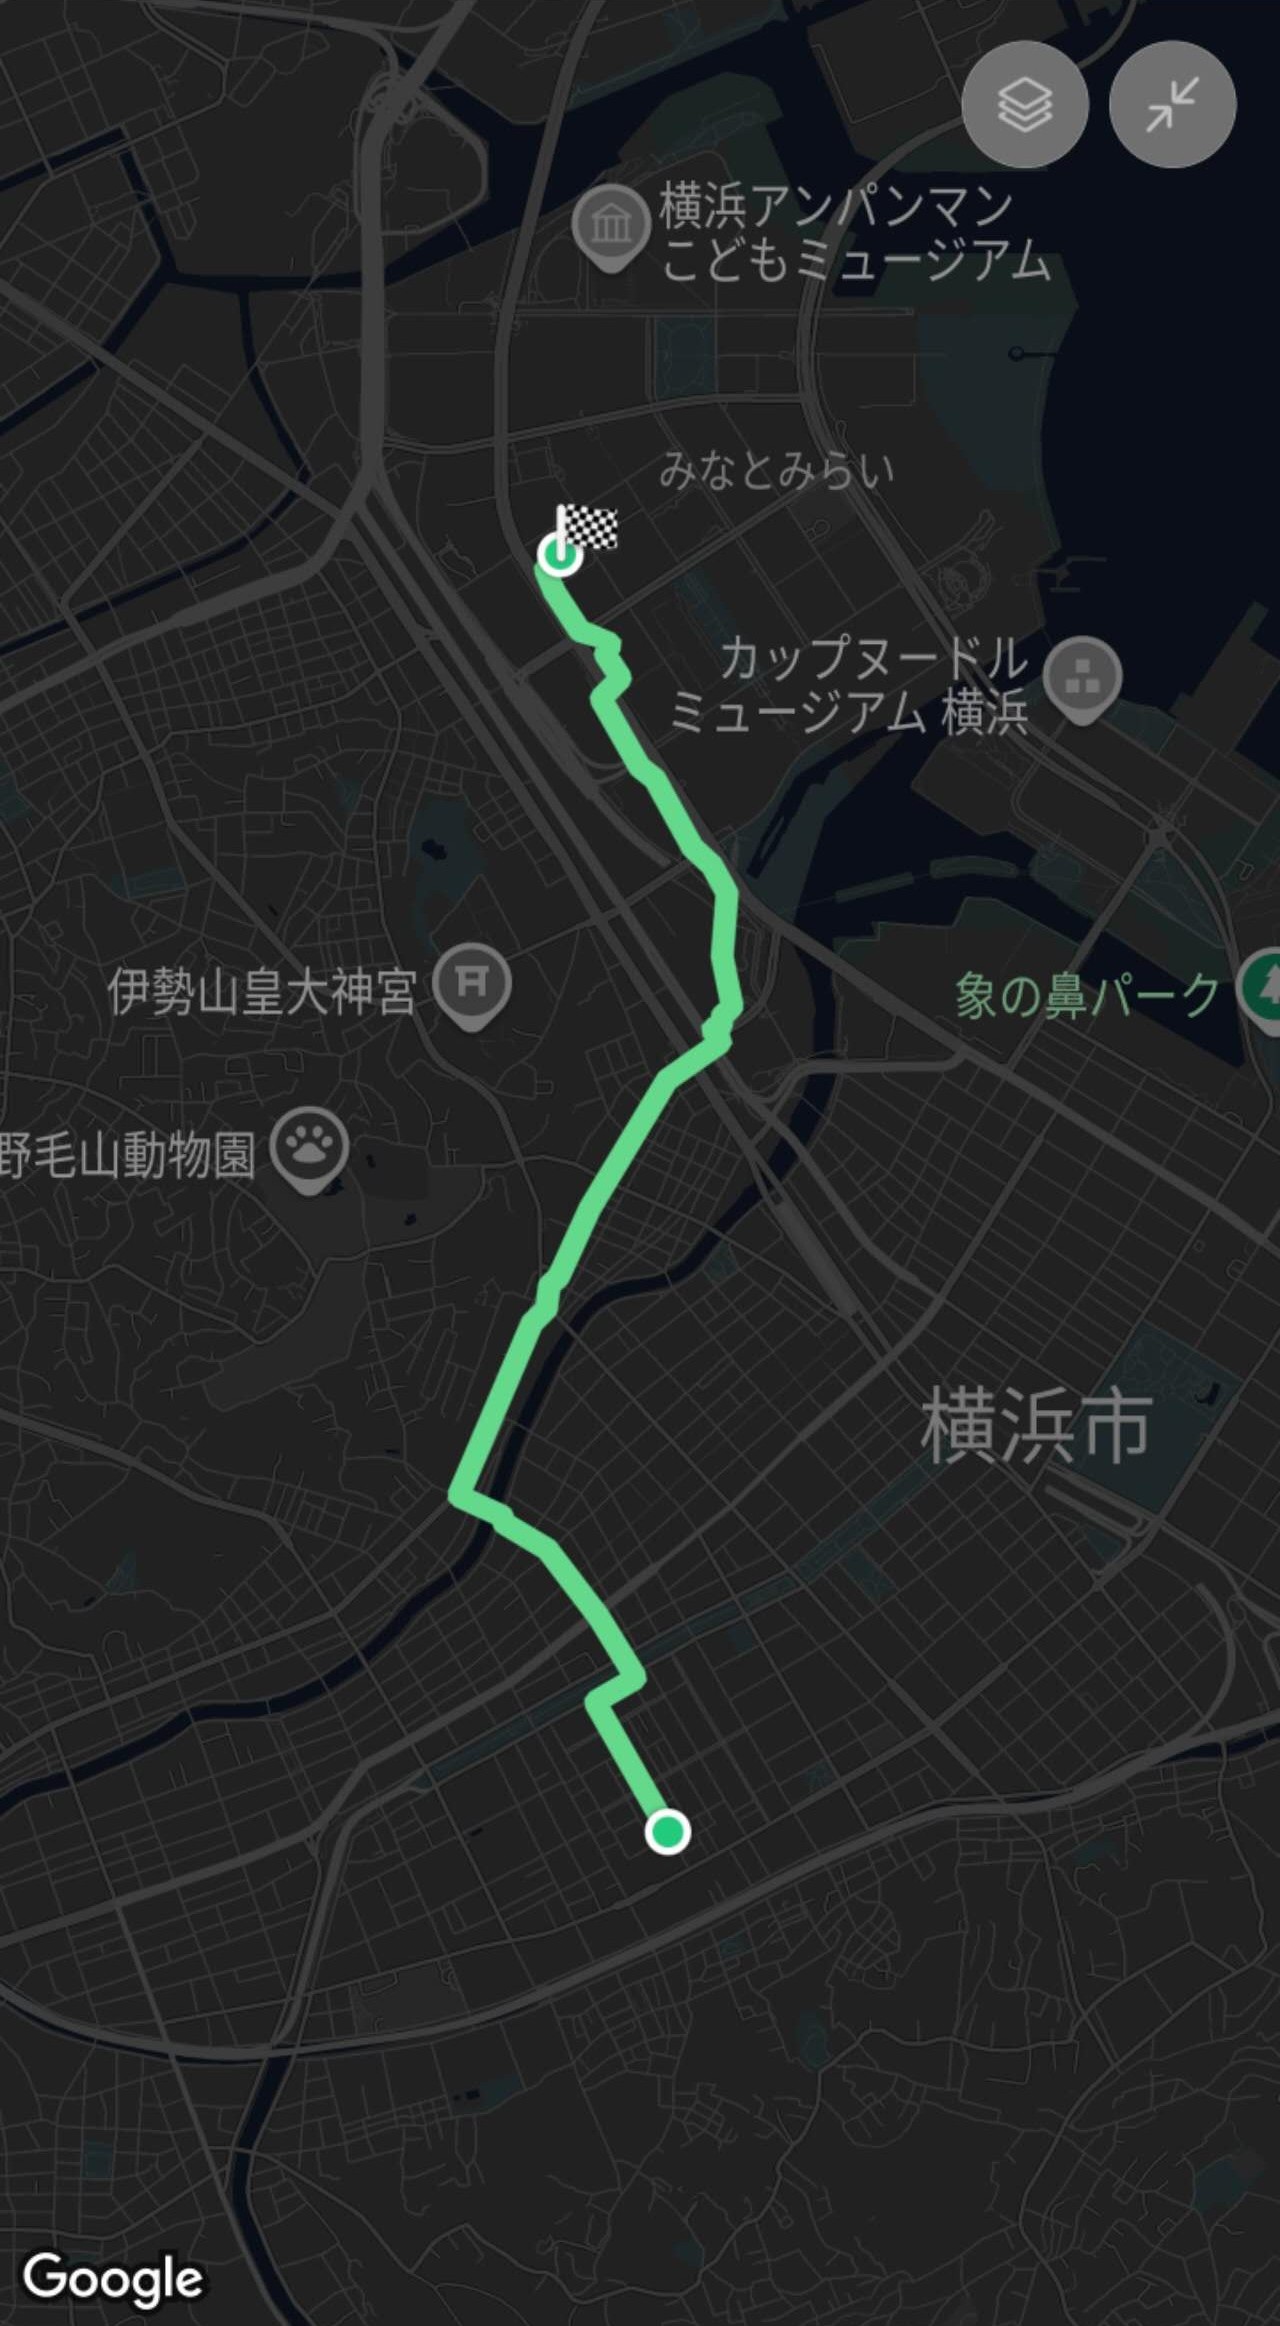 横浜アンパンマン
こどもミュージアム
みなとみらい
カップヌードル
ミュージアム 横浜
伊勢山皇大神宮
象の鼻パーク
野毛山動物園
横浜市
Google